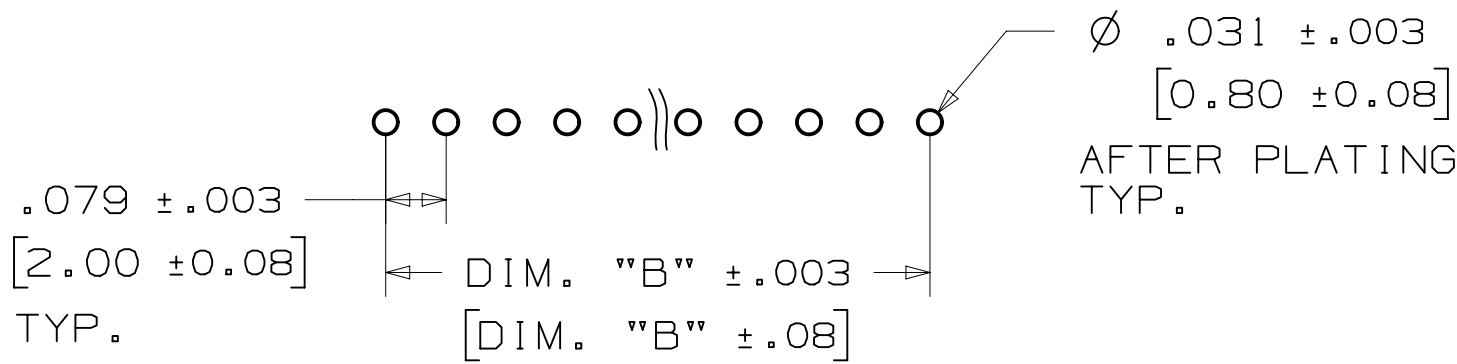 Ø .031 ±.003
[0.80 ±0.08]
AFTER PLATING
TYP.
.079 ±.003
[2.00 ±0.08]
TYP.
DIM. "B" ±.003
[DIM. "B" ±.08]